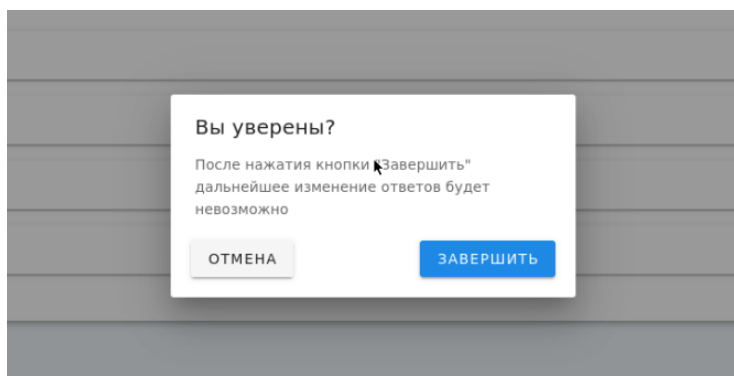 Вы уверены?
После нажатия кнопки "Завершить"
дальнейшее изменение ответов будет
невозможно
ОТМЕНА
ЗАВЕРШИТЬ